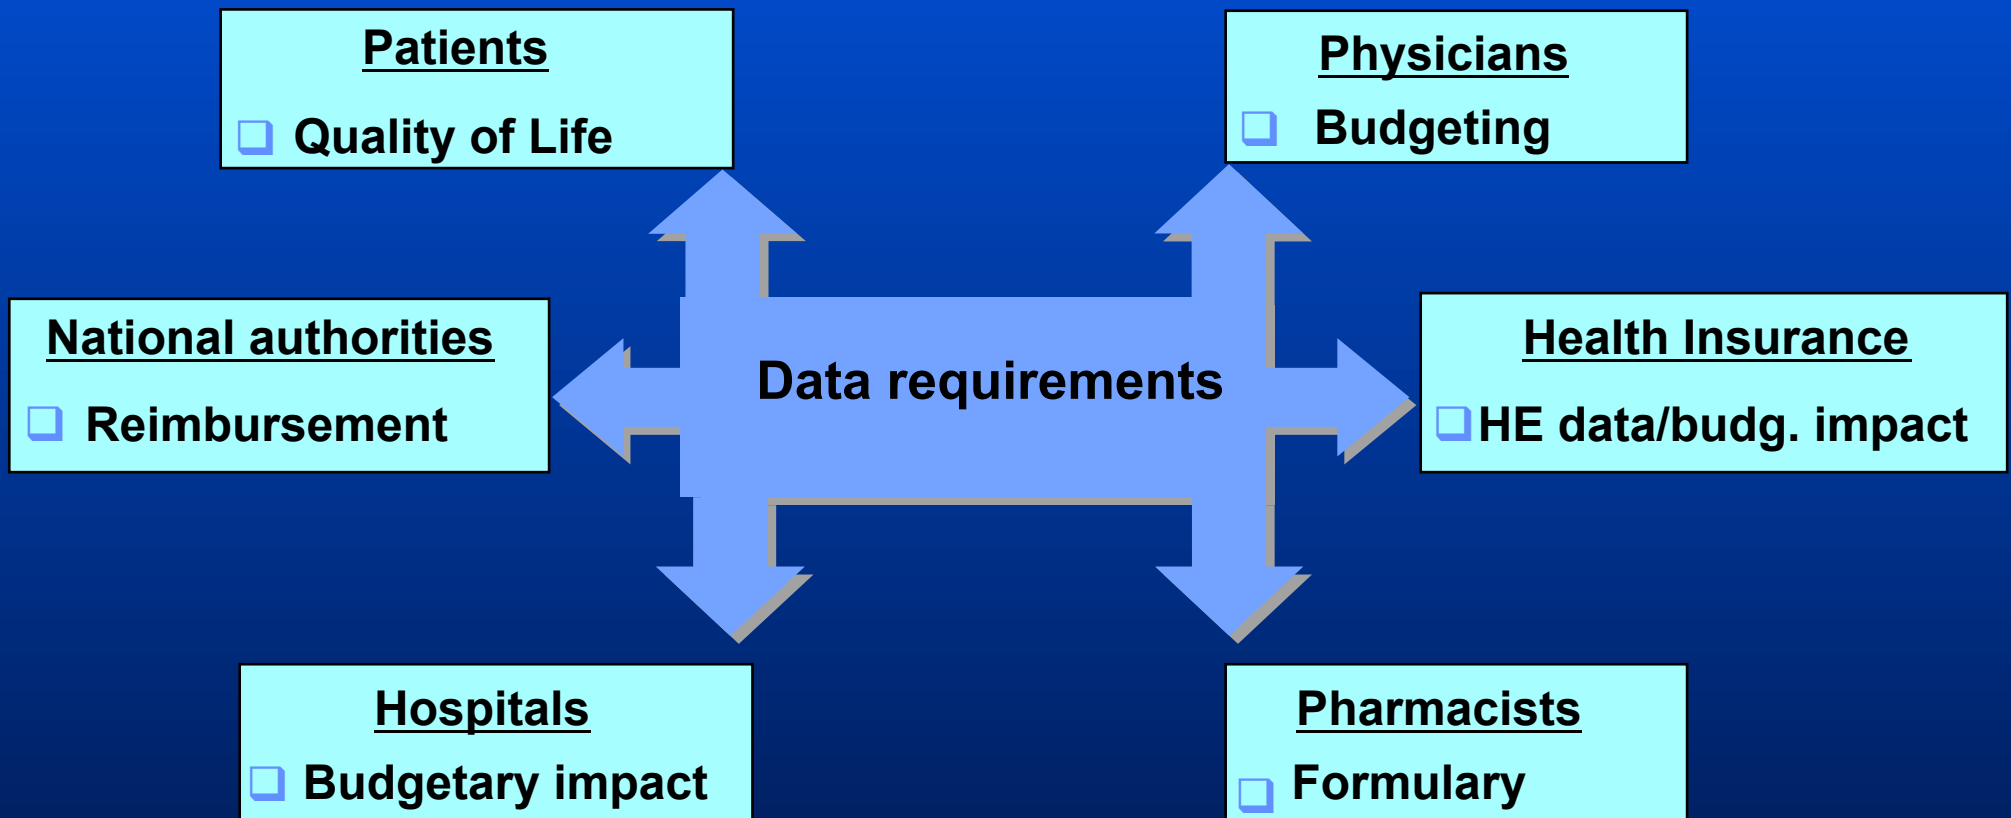 Patients
❑ Quality of Life
Physicians
❑ Budgeting
National authorities
❑ Reimbursement
Data requirements
Health Insurance
❑ HE data/budg. impact
Hospitals
❑ Budgetary impact
Pharmacists
❑ Formulary